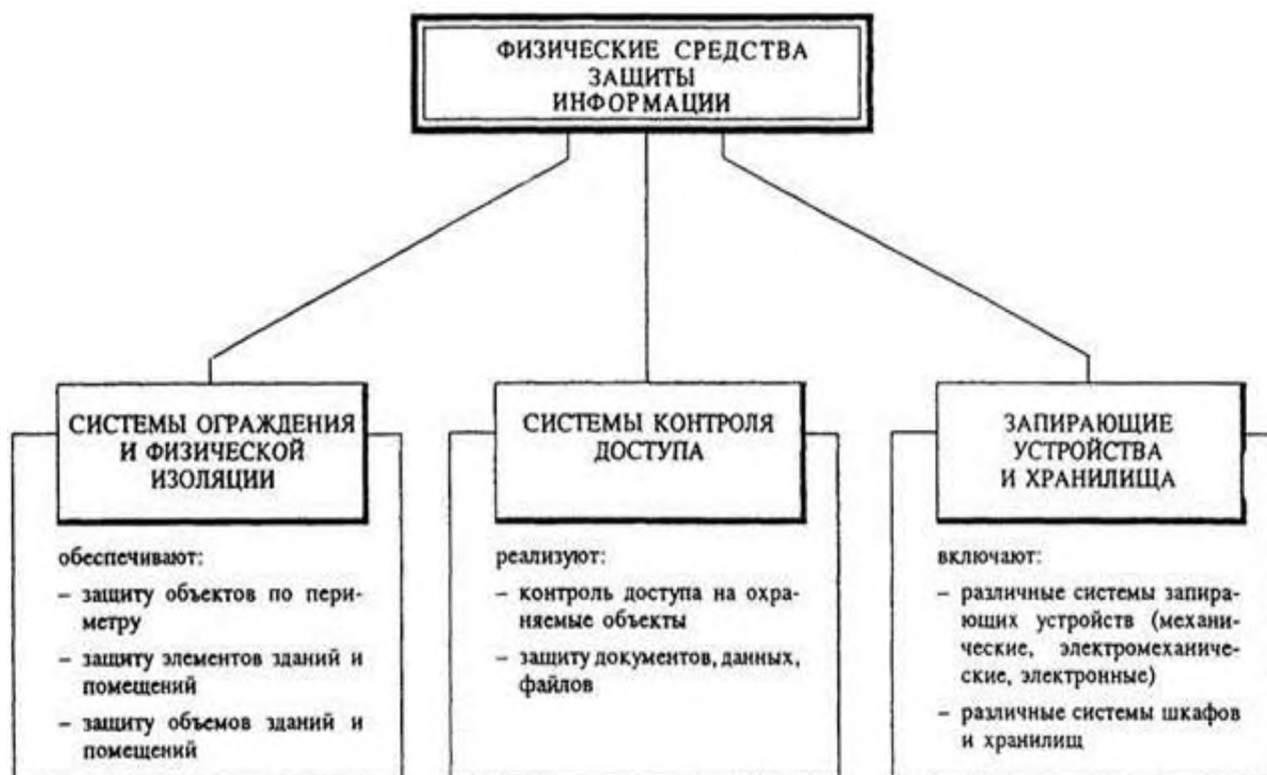 ФИЗИЧЕСКИЕ СРЕДСТВА
ЗАЩИТЫ
ИНФОРМАЦИИ
СИСТЕМЫ ОГРАЖДЕНИЯ
И ФИЗИЧЕСКОЙ
ИЗОЛЯЦИИ
обеспечивают:
– защиту объектов по пери-
метру
– защиту элементов зданий и
помещений
– защиту объемов зданий и
помещений
СИСТЕМЫ КОНТРОЛЯ
ДОСТУПА
реализуют:
– контроль доступа на охра-
няемые объекты
– защиту документов, данных,
файлов
ЗАПИРАЮЩИЕ
УСТРОЙСТВА
И ХРАНИЛИЩА
включают:
– различные системы запира-
ющих устройств (механи-
ческие, электромеханиче-
ские, электронные)
– различные системы шкафов
и хранилищ